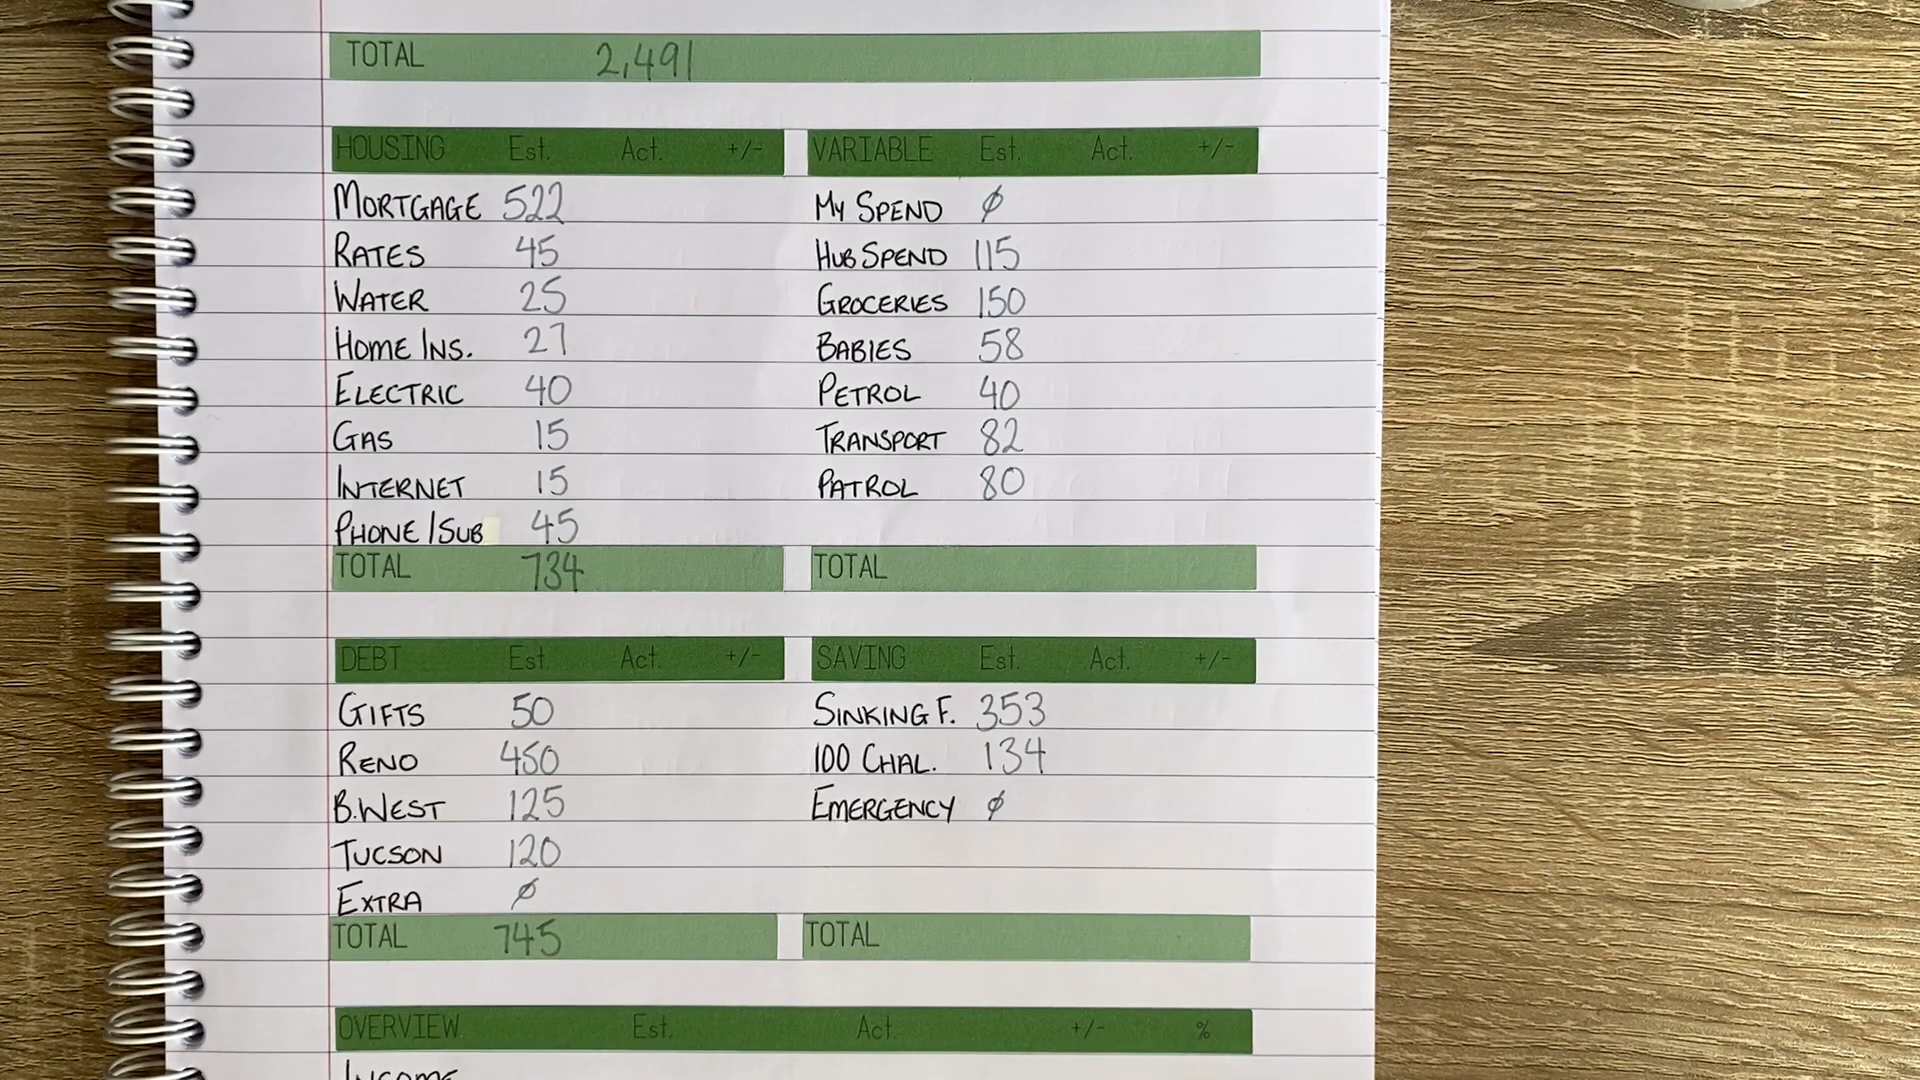 TOTAL 2,491
HOUSING Est. Act. +/-
MORTGAGE 522
RATES 45
WATER 25
HOME INS. 27
ELECTRIC 40
GAS 15
INTERNET 15
PHONE/SUB 45
TOTAL 734
VARIABLE Est. Act. +/-
MY SPEND ∅
HUB SPEND 115
GROCERIES 150
BABIES 58
PETROL 40
TRANSPORT 82
PATROL 80
TOTAL
DEBT Est. Act. +/-
GIFTS 50
RENO 450
B.WEST 125
TUCSON 120
EXTRA ∅
TOTAL 745
SAVING Est. Act. +/-
SINKING F. 353
100 CHAL. 134
EMERGENCY ∅
TOTAL
OVERVIEW Est. Act. +/- %
INCOME